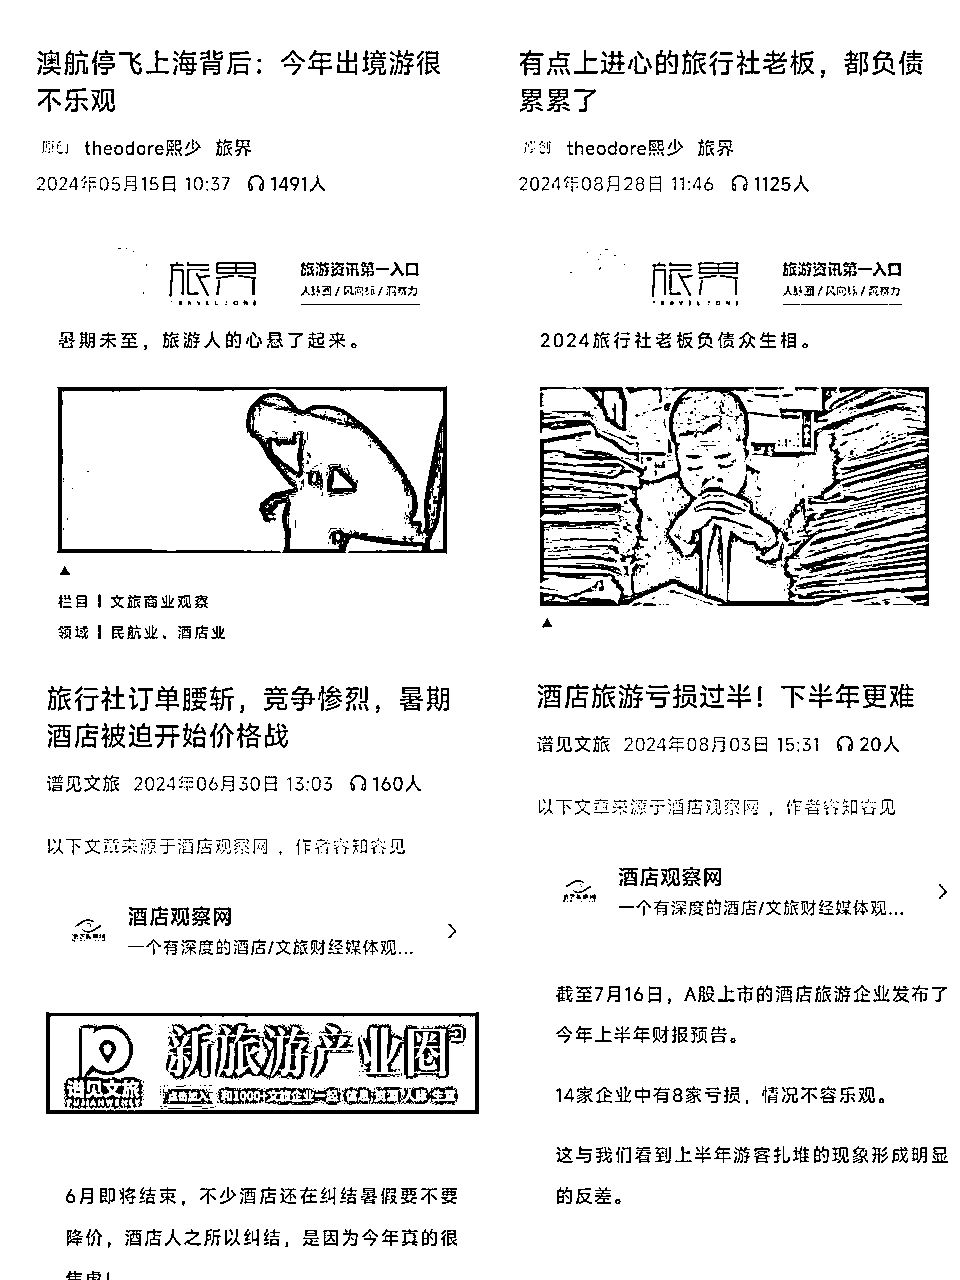 澳航停飞上海背后：今年出境游很
不乐观
原创 theodore熙少 旅界
2024年05月15日 10:37 1491人
旅界
旅游资讯第一入口
暑期未至，旅游人的心悬了起来。
▲
栏目 | 文旅商业观察
领域 | 民航业、酒店业
有点上进心的旅行社老板，都负债
累累了
原创 theodore熙少 旅界
2024年08月28日 11:46 1125人
旅界
旅游资讯第一入口
2024旅行社老板负债众生相。
▲
旅行社订单腰斩，竞争惨烈，暑期
酒店被迫开始价格战
谱见文旅 2024年06月30日 13:03 160人
以下文章来源于酒店观察网 ，作者容知容见
酒店观察网
一个有深度的酒店/文旅财经媒体观...
谱见文旅
新旅游产业圈
6月即将结束，不少酒店还在纠结暑假要不要
降价，酒店人之所以纠结，是因为今年真的很
焦虑！
酒店旅游亏损过半！下半年更难
谱见文旅 2024年08月03日 15:31 20人
以下文章来源于酒店观察网 ，作者容知容见
酒店观察网
一个有深度的酒店/文旅财经媒体观...
截至7月16日，A股上市的酒店旅游企业发布了
今年上半年财报预告。
14家企业中有8家亏损，情况不容乐观。
这与我们看到上半年游客扎堆的现象形成明显
的反差。